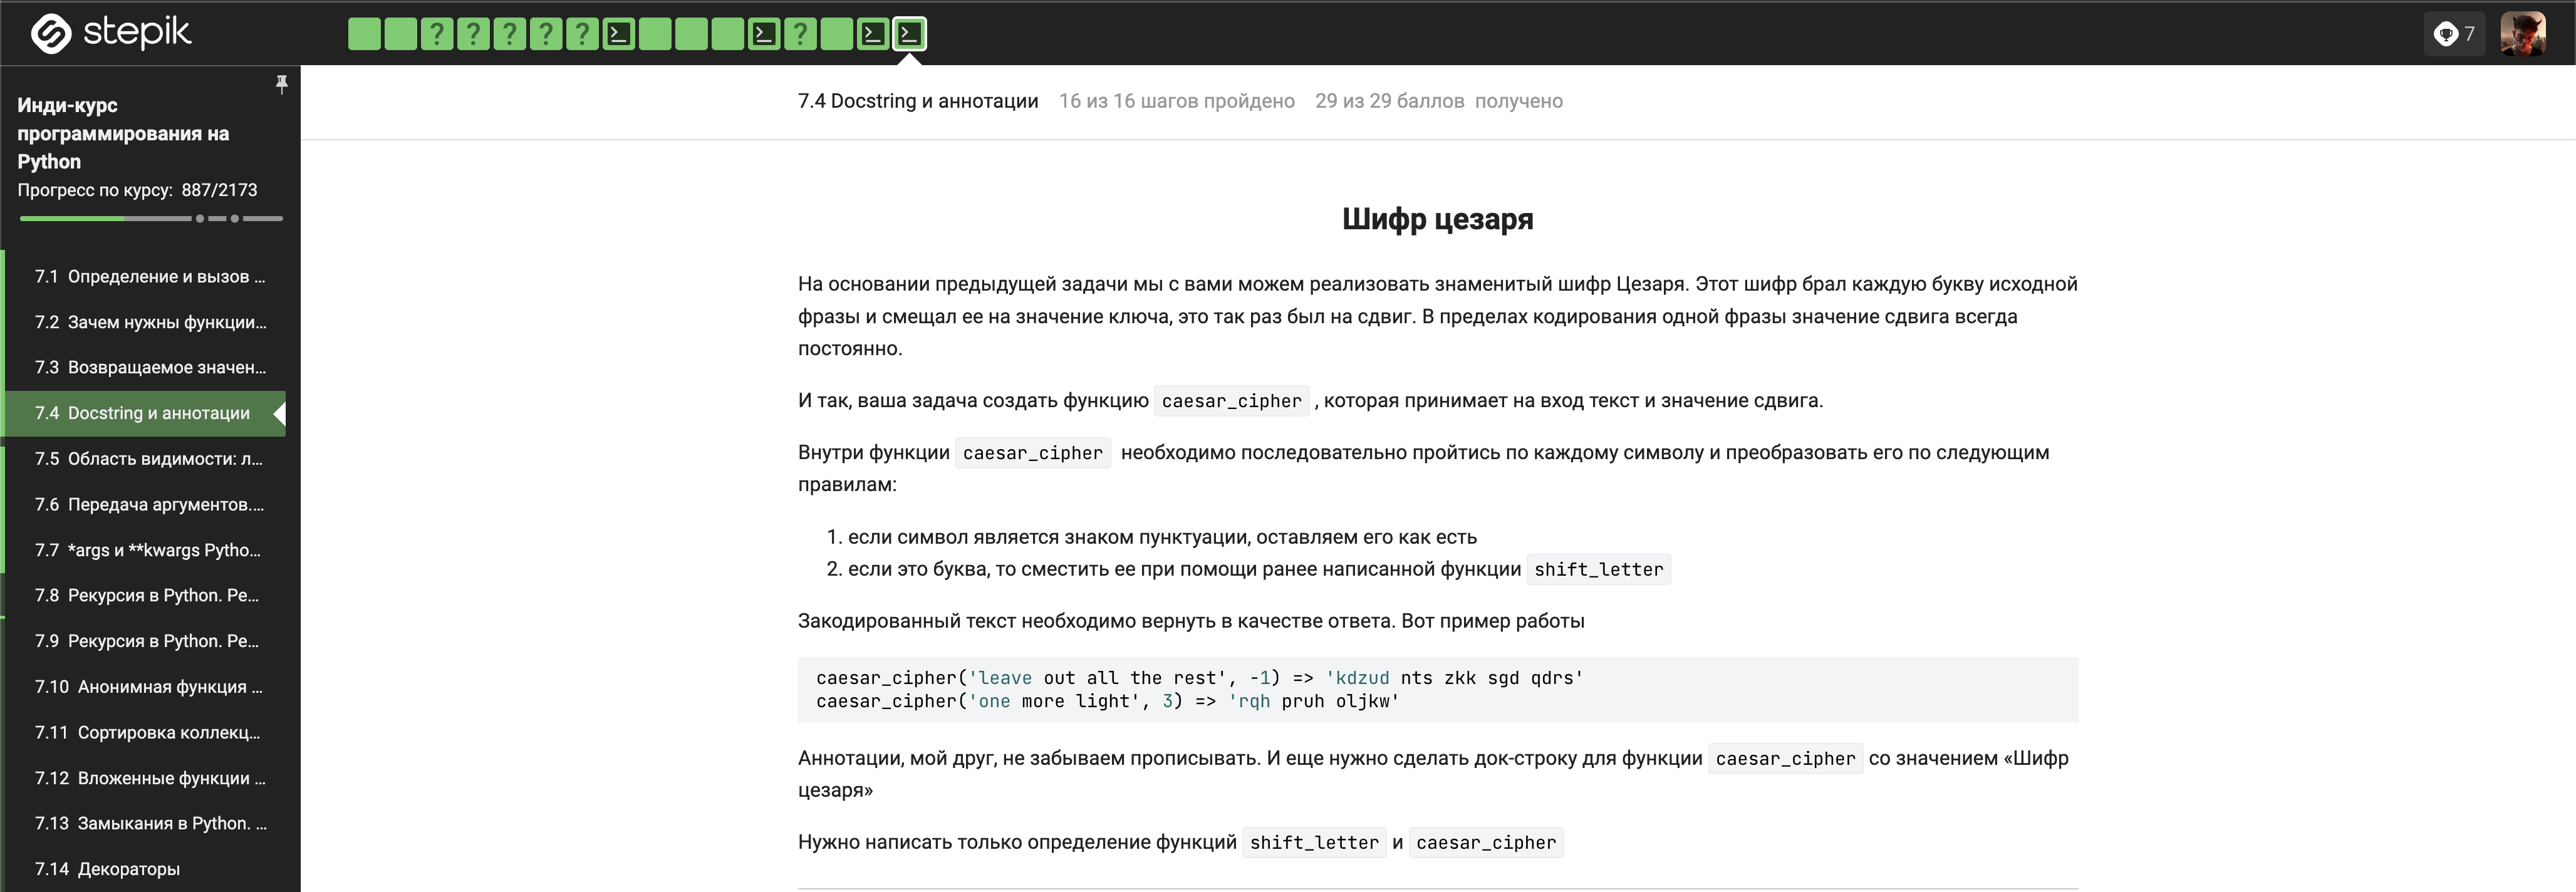 stepik
? ? ? ? ? ?
7
Инди-курс
программирования на
Python
Прогресс по курсу: 887/2173
7.1 Определение и вызов ...
7.2 Зачем нужны функции...
7.3 Возвращаемое значен...
7.4 Docstring и аннотации
7.5 Область видимости: л...
7.6 Передача аргументов....
7.7 *args и **kwargs Pytho...
7.8 Рекурсия в Python. Ре...
7.9 Рекурсия в Python. Ре...
7.10 Анонимная функция ...
7.11 Сортировка коллекц...
7.12 Вложенные функции ...
7.13 Замыкания в Python. ...
7.14 Декораторы
7.4 Docstring и аннотации 16 из 16 шагов пройдено 29 из 29 баллов получено
Шифр цезаря
На основании предыдущей задачи мы с вами можем реализовать знаменитый шифр Цезаря. Этот шифр брал каждую букву исходной
фразы и смещал ее на значение ключа, это так раз был на сдвиг. В пределах кодирования одной фразы значение сдвига всегда
постоянно.
И так, ваша задача создать функцию caesar_cipher , которая принимает на вход текст и значение сдвига.
Внутри функции caesar_cipher необходимо последовательно пройтись по каждому символу и преобразовать его по следующим
правилам:
1. если символ является знаком пунктуации, оставляем его как есть
2. если это буква, то сместить ее при помощи ранее написанной функции shift_letter
Закодированный текст необходимо вернуть в качестве ответа. Вот пример работы
caesar_cipher('leave out all the rest', -1) => 'kdzud nts zkk sgd qdrs'
caesar_cipher('one more light', 3) => 'rqh pruh oljkw'
Аннотации, мой друг, не забываем прописывать. И еще нужно сделать док-строку для функции caesar_cipher со значением «Шифр
цезаря»
Нужно написать только определение функций shift_letter и caesar_cipher